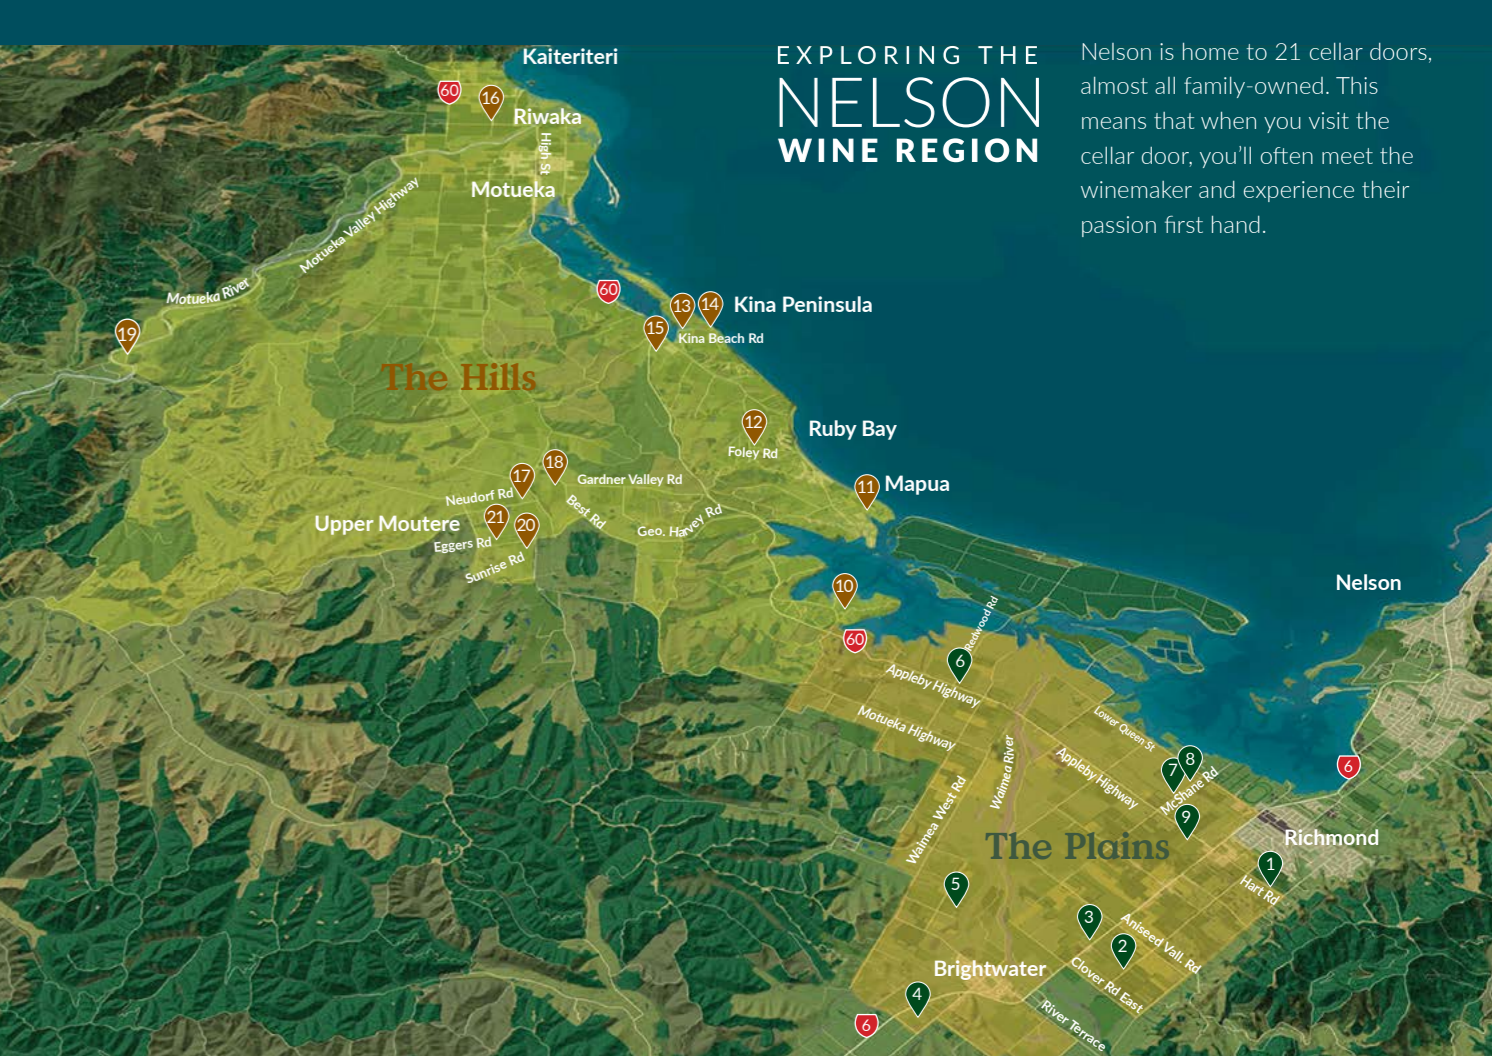 EXPLORING THE
NELSON
WINE REGION
Nelson is home to 21 cellar doors,
almost all family-owned. This
means that when you visit the
cellar door, you'll often meet the
winemaker and experience their
passion first hand.
Kaiteriteri
60
16
Riwaka
High St
Motueka
Motueka Valley Highway
Motueka River
19
60
13
14
Kina Peninsula
15
Kina Beach Rd
The Hills
12
Foley Rd
Ruby Bay
18
17
Gardner Valley Rd
Neudorf Rd
11
Mapua
Best Rd
21
20
Upper Moutere
Geo. Harvey Rd
Eggers Rd
Sunrise Rd
10
Nelson
60
Redwood Rd
6
Appleby Highway
Motueka Highway
Lower Queen St
Waimea River
Appleby Highway
8
7
6
McShane Rd
Waimea West Rd
9
The Plains
Richmond
1
Hart Rd
5
3
2
Aniseed Vall. Rd
Brightwater
Clover Rd East
4
6
River Terrace